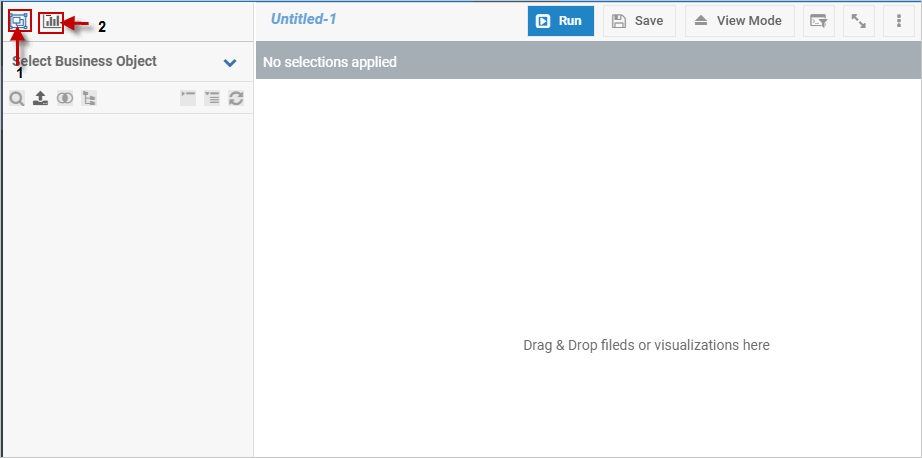 2
Untitled-1
Run
Save
View Mode
1
Select Business Object
No selections applied
Drag & Drop fileds or visualizations here